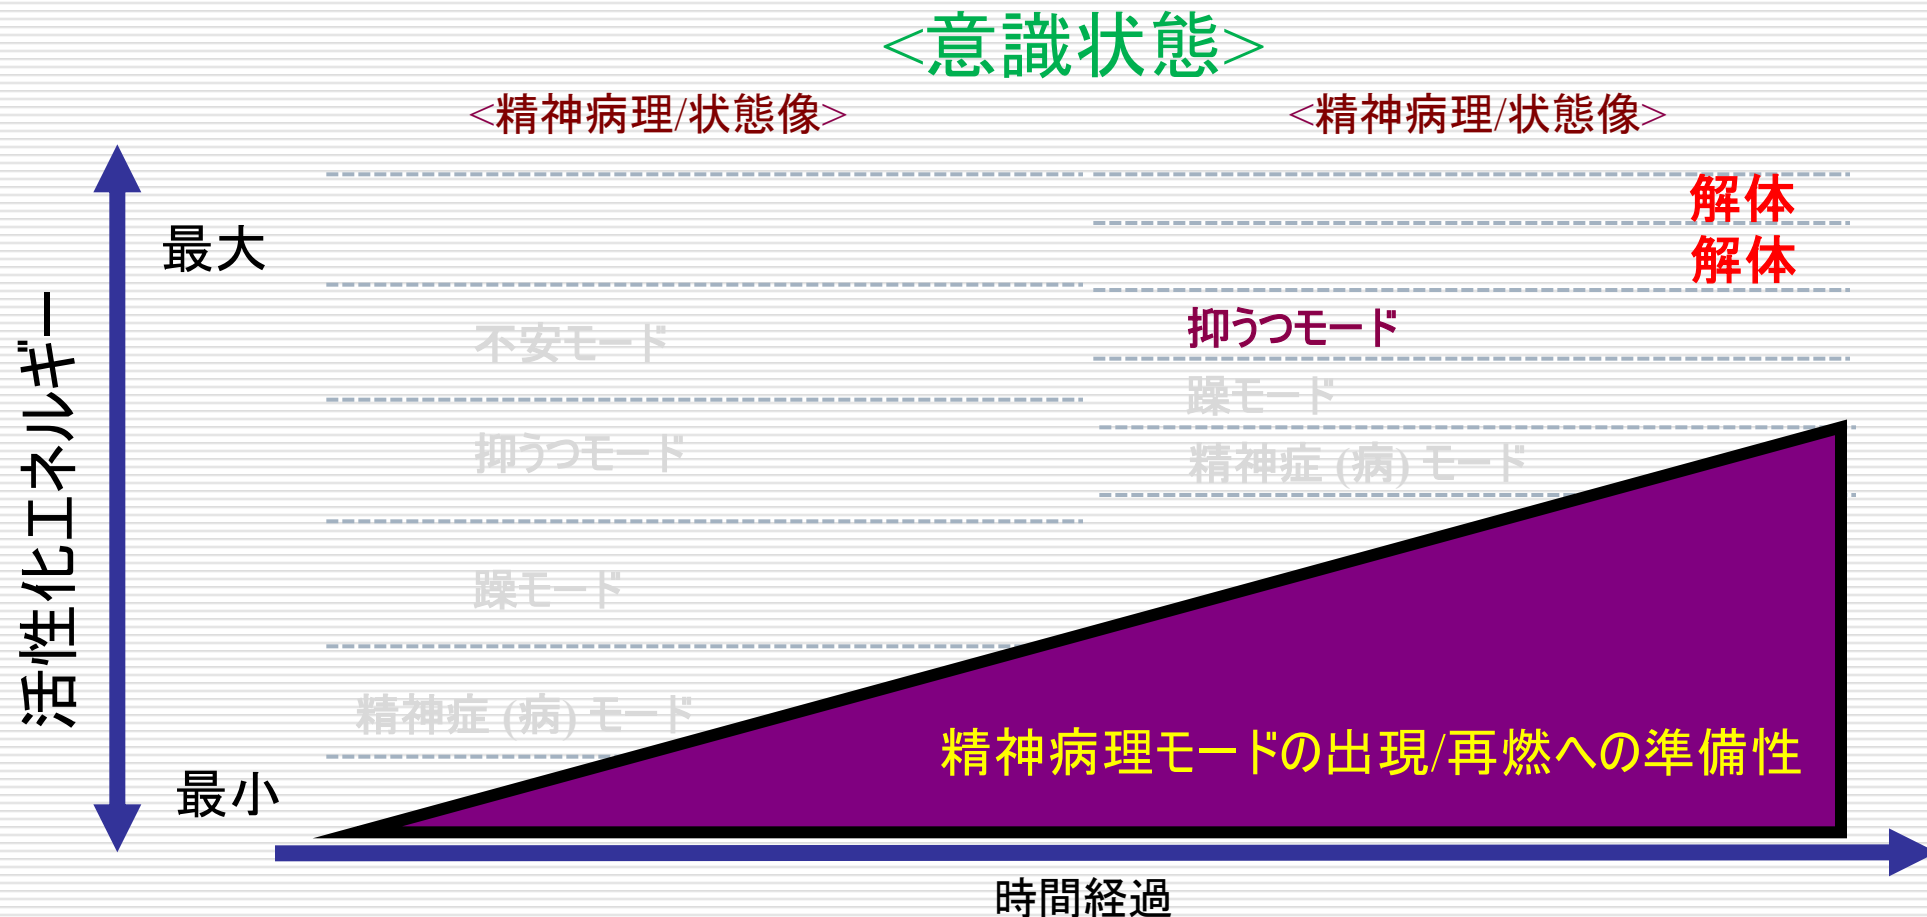 <意識状態>
<精神病理/状態像>
<精神病理/状態像>
活性化エネルギー
最大
解体
解体
不安モード
抑うつモード
抑うつモード
躁モード
精神症 (病) モード
躁モード
精神症 (病) モード
精神病理モードの出現/再燃への準備性
最小
時間経過